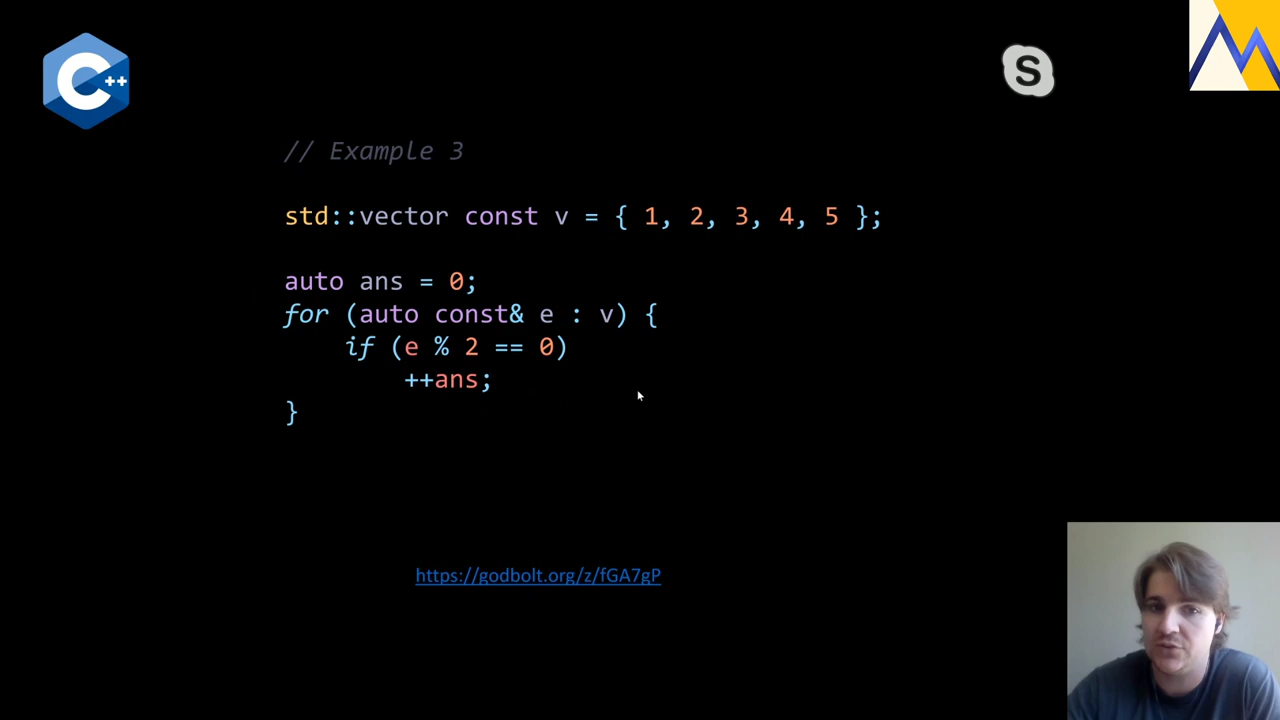 C++
S
// Example 3
std::vector const v = { 1, 2, 3, 4, 5 };
auto ans = 0;
for (auto const& e : v) {
if (e % 2 == 0)
++ans;
}
https://godbolt.org/z/fGA7gP